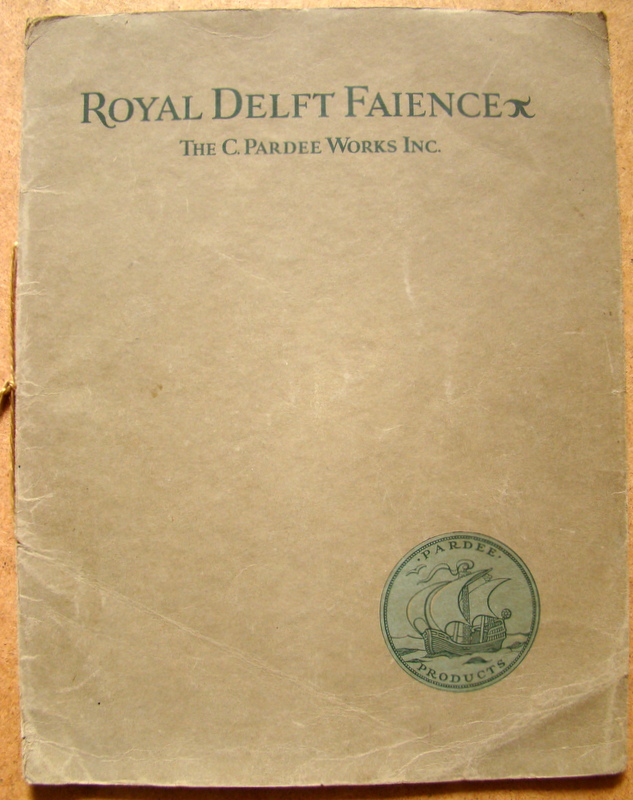 ROYAL DELFT FAIENCE
THE C. PARDEE WORKS INC.
·PARDEE·
PRODUCTS